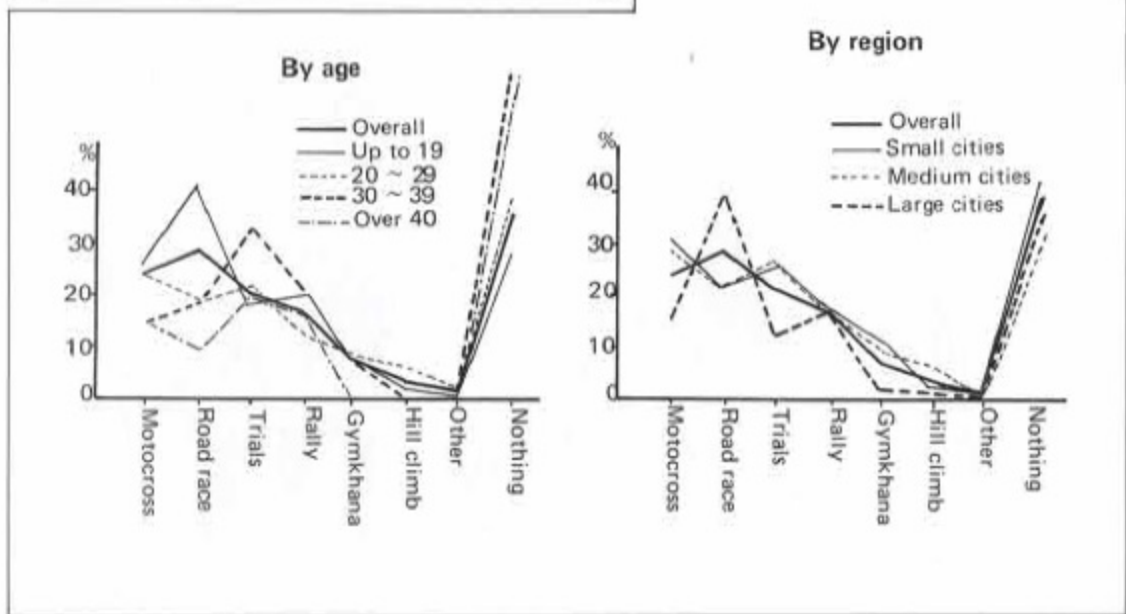 By age
Overall
Up to 19
20 ~ 29
30 ~ 39
Over 40
%
40
30
20
10
0
Motocross
Road race
Trials
Rally
Gymkhana
Hill climb
Other
Nothing
By region
Overall
Small cities
Medium cities
Large cities
%
40
30
20
10
0
Motocross
Road race
Trials
Rally
Gymkhana
Hill climb
Other
Nothing